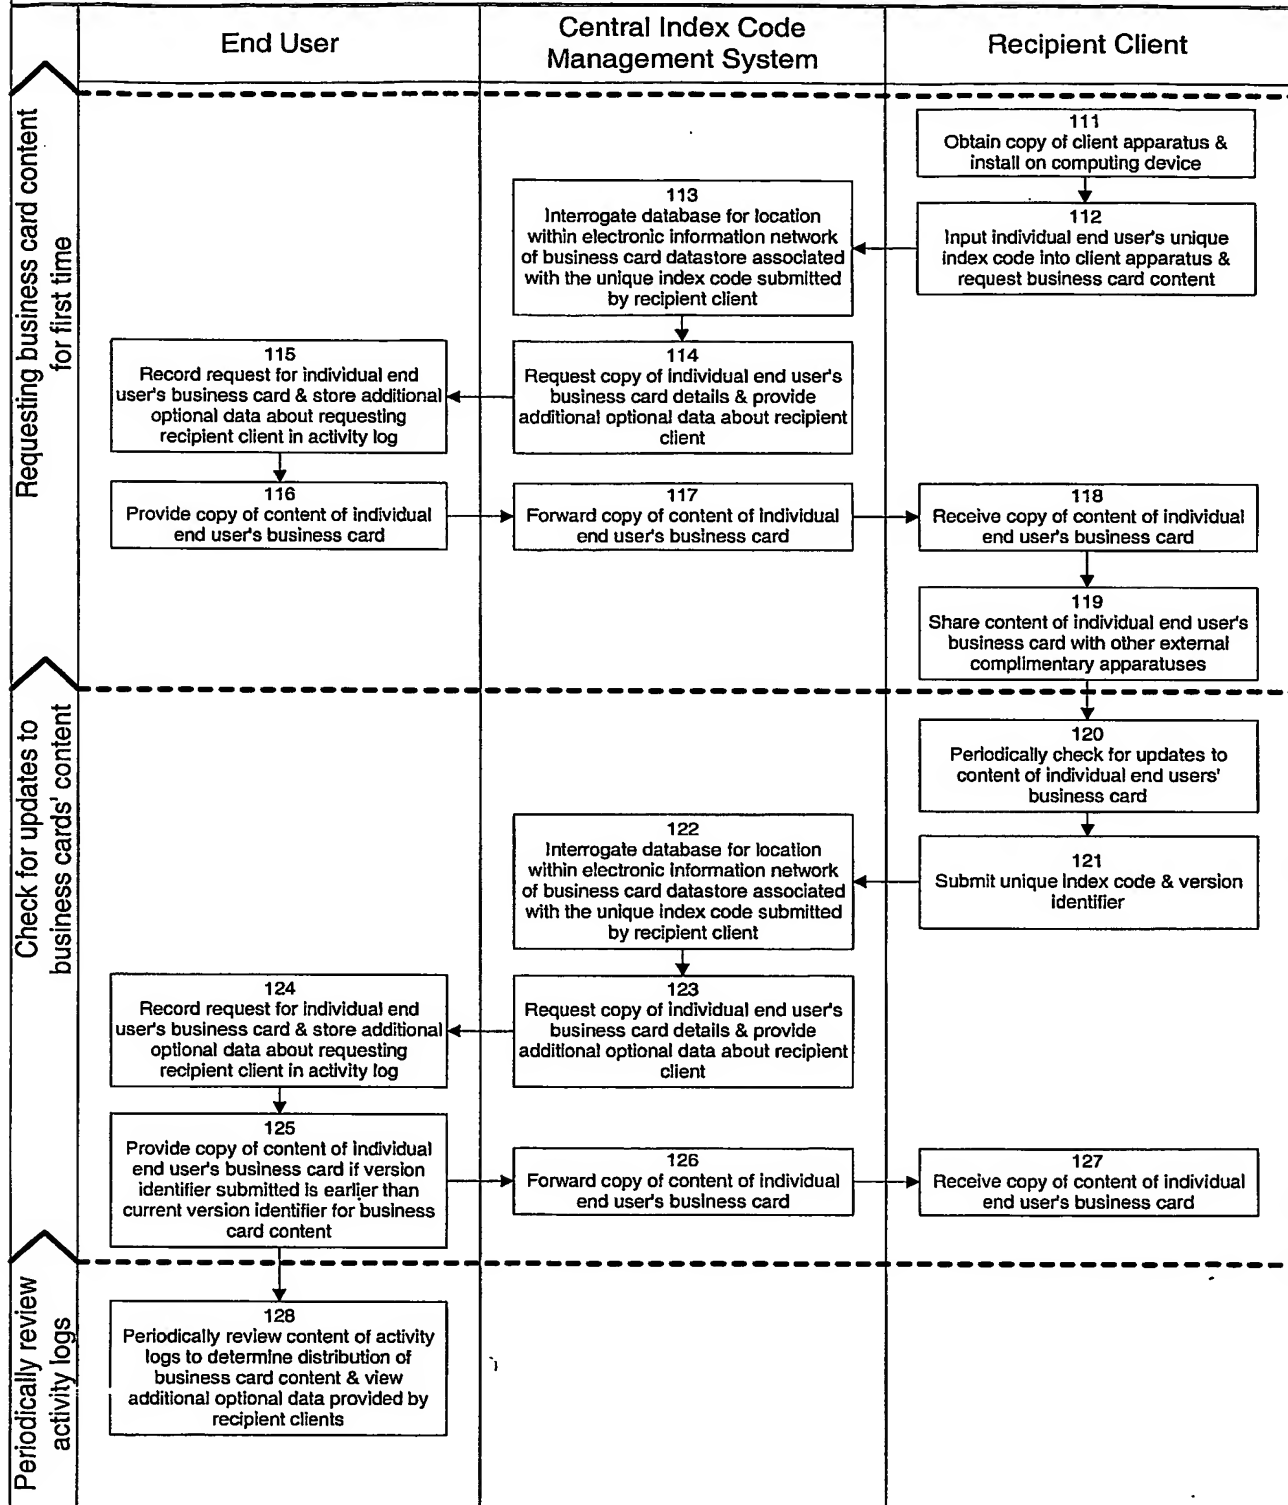 End User
Central Index Code
Management System
Recipient Client
Requesting business card content
for first time
111
Obtain copy of client apparatus &
install on computing device
112
Input individual end user's unique
index code into client apparatus &
request business card content
113
Interrogate database for location
within electronic information network
of business card datastore associated
with the unique index code submitted
by recipient client
114
Request copy of individual end user's
business card details & provide
additional optional data about recipient
client
115
Record request for individual end
user's business card & store additional
optional data about requesting
recipient client in activity log
116
Provide copy of content of individual
end user's business card
117
Forward copy of content of individual
end user's business card
118
Receive copy of content of individual
end user's business card
119
Share content of individual end user's
business card with other external
complimentary apparatuses
Check for updates to
business cards' content
120
Periodically check for updates to
content of individual end users'
business card
121
Submit unique index code & version
identifier
122
Interrogate database for location
within electronic information network
of business card datastore associated
with the unique index code submitted
by recipient client
123
Request copy of individual end user's
business card details & provide
additional optional data about recipient
client
124
Record request for individual end
user's business card & store additional
optional data about requesting
recipient client in activity log
125
Provide copy of content of individual
end user's business card if version
identifier submitted is earlier than
current version identifier for business
card content
126
Forward copy of content of individual
end user's business card
127
Receive copy of content of individual
end user's business card
Periodically review
activity logs
128
Periodically review content of activity
logs to determine distribution of
business card content & view
additional optional data provided by
recipient clients